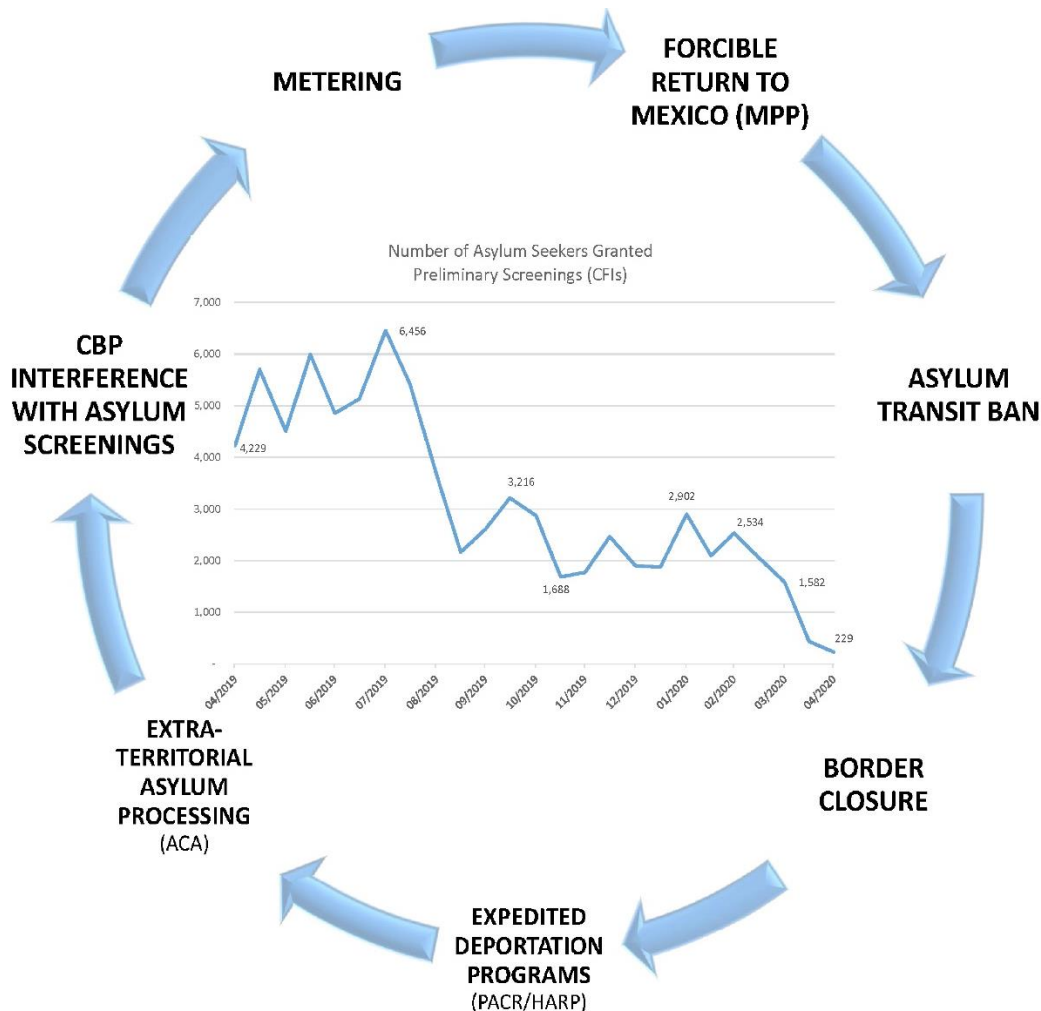 METERING
FORCIBLE
RETURN TO
MEXICO (MPP)
ASYLUM
TRANSIT BAN
BORDER
CLOSURE
EXPEDITED
DEPORTATION
PROGRAMS
(PACR/HARP)
EXTRA-
TERRITORIAL
ASYLUM
PROCESSING
(ACA)
CBP
INTERFERENCE
WITH ASYLUM
SCREENINGS
Number of Asylum Seekers Granted
Preliminary Screenings (CFIs)
7,000
6,000
5,000
4,000
3,000
2,000
1,000
-
4,229
6,456
3,216
1,688
2,902
2,534
1,582
229
04/2019
05/2019
06/2019
07/2019
08/2019
09/2019
10/2019
11/2019
12/2019
01/2020
02/2020
03/2020
04/2020